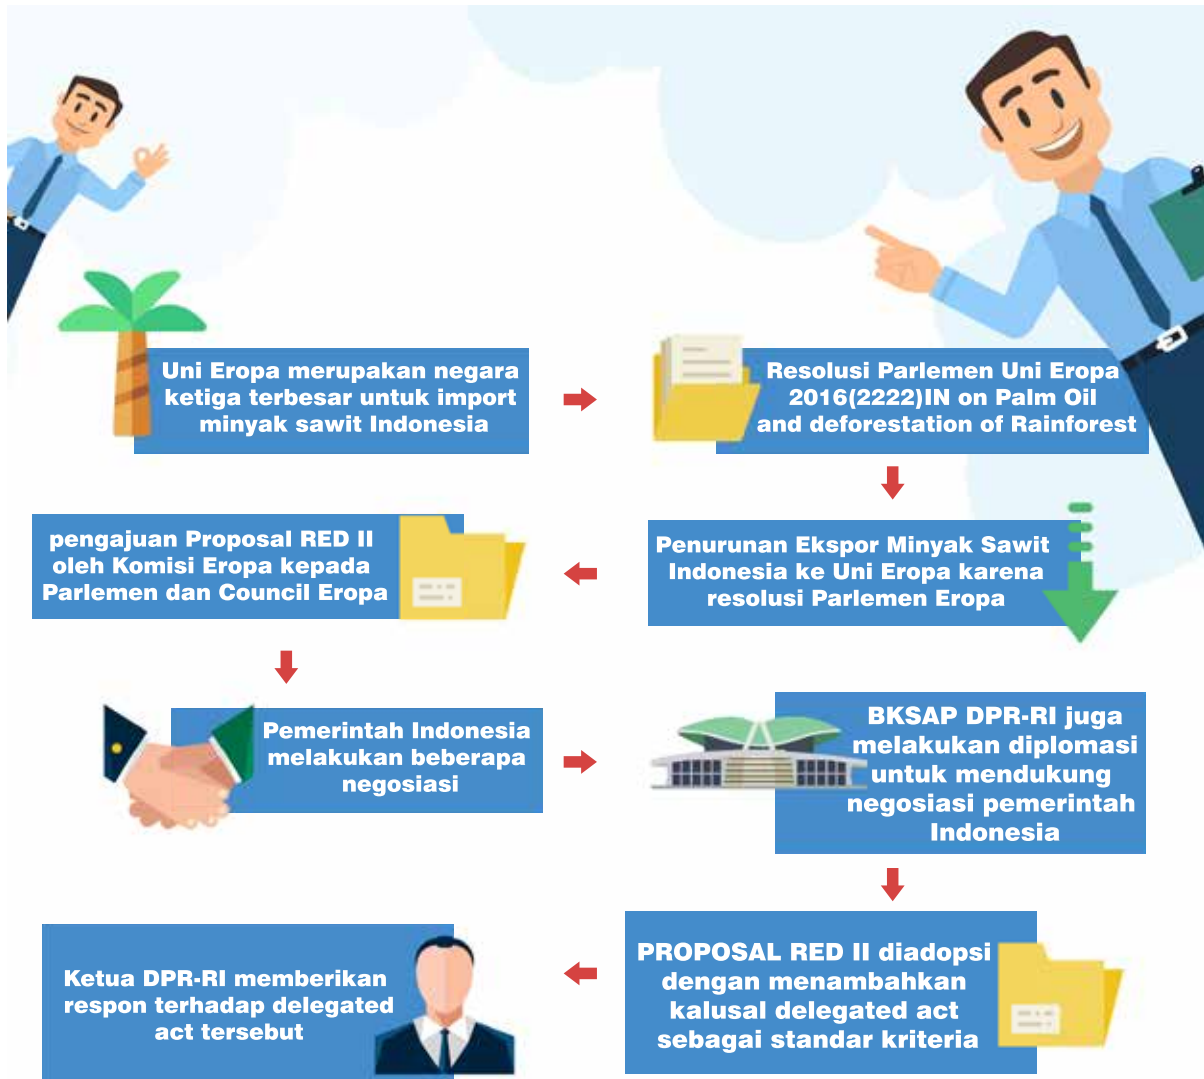 Uni Eropa merupakan negara
ketiga terbesar untuk import
minyak sawit Indonesia
Resolusi Parlemen Uni Eropa
2016(2222)IN on Palm Oil
and deforestation of Rainforest
Penurunan Ekspor Minyak Sawit
Indonesia ke Uni Eropa karena
resolusi Parlemen Eropa
pengajuan Proposal RED II
oleh Komisi Eropa kepada
Parlemen dan Council Eropa
Pemerintah Indonesia
melakukan beberapa
negosiasi
BKSAP DPR-RI juga
melakukan diplomasi
untuk mendukung
negosiasi pemerintah
Indonesia
PROPOSAL RED II diadopsi
dengan menambahkan
kalusal delegated act
sebagai standar kriteria
Ketua DPR-RI memberikan
respon terhadap delegated
act tersebut